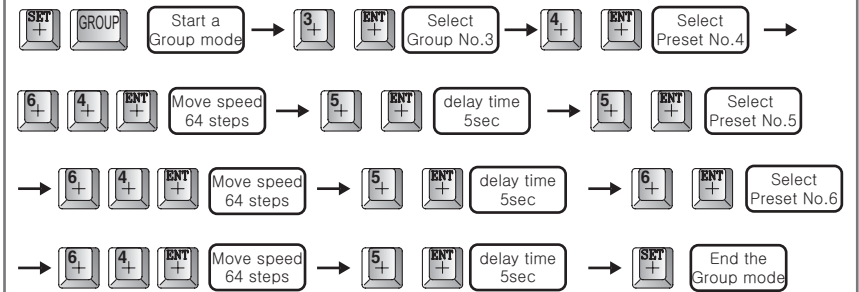 SET + GROUP Start a Group mode → 3 + ENT + Select Group No.3 → 4 + ENT + Select Preset No.4 →
6 + 4 + ENT + Move speed 64 steps → 5 + ENT + delay time 5sec → 5 + ENT + Select Preset No.5
→ 6 + 4 + ENT + Move speed 64 steps → 5 + ENT + delay time 5sec → 6 + ENT + Select Preset No.6
→ 6 + 4 + ENT + Move speed 64 steps → 5 + ENT + delay time 5sec → SET + End the Group mode